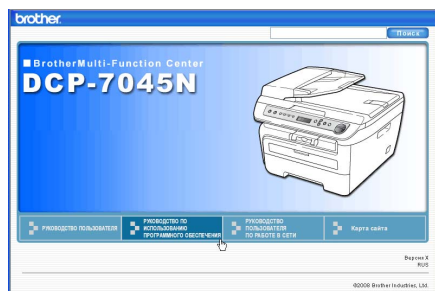 brother
Поиск
BrotherMulti-Function Center
DCP-7045N
РУКОВОДСТВО ПОЛЬЗОВАТЕЛЯ
РУКОВОДСТВО ПО
ИСПОЛЬЗОВАНИЮ
ПРОГРАММНОГО ОБЕСПЕЧЕНИЯ
РУКОВОДСТВО
ПОЛЬЗОВАТЕЛЯ
ПО РАБОТЕ В СЕТИ
Карта сайта
Версия X
RUS
©2008 Brother Industries, Ltd.